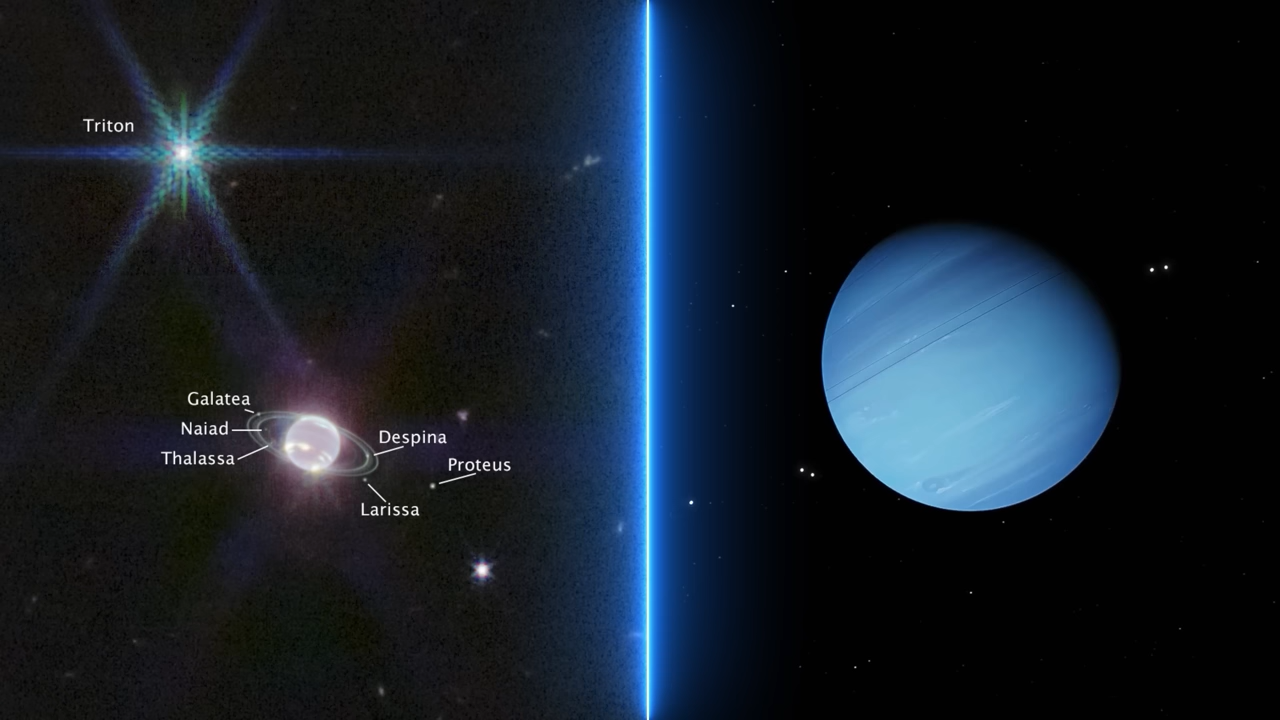 Triton
Galatea
Naiad
Thalassa
Despina
Proteus
Larissa